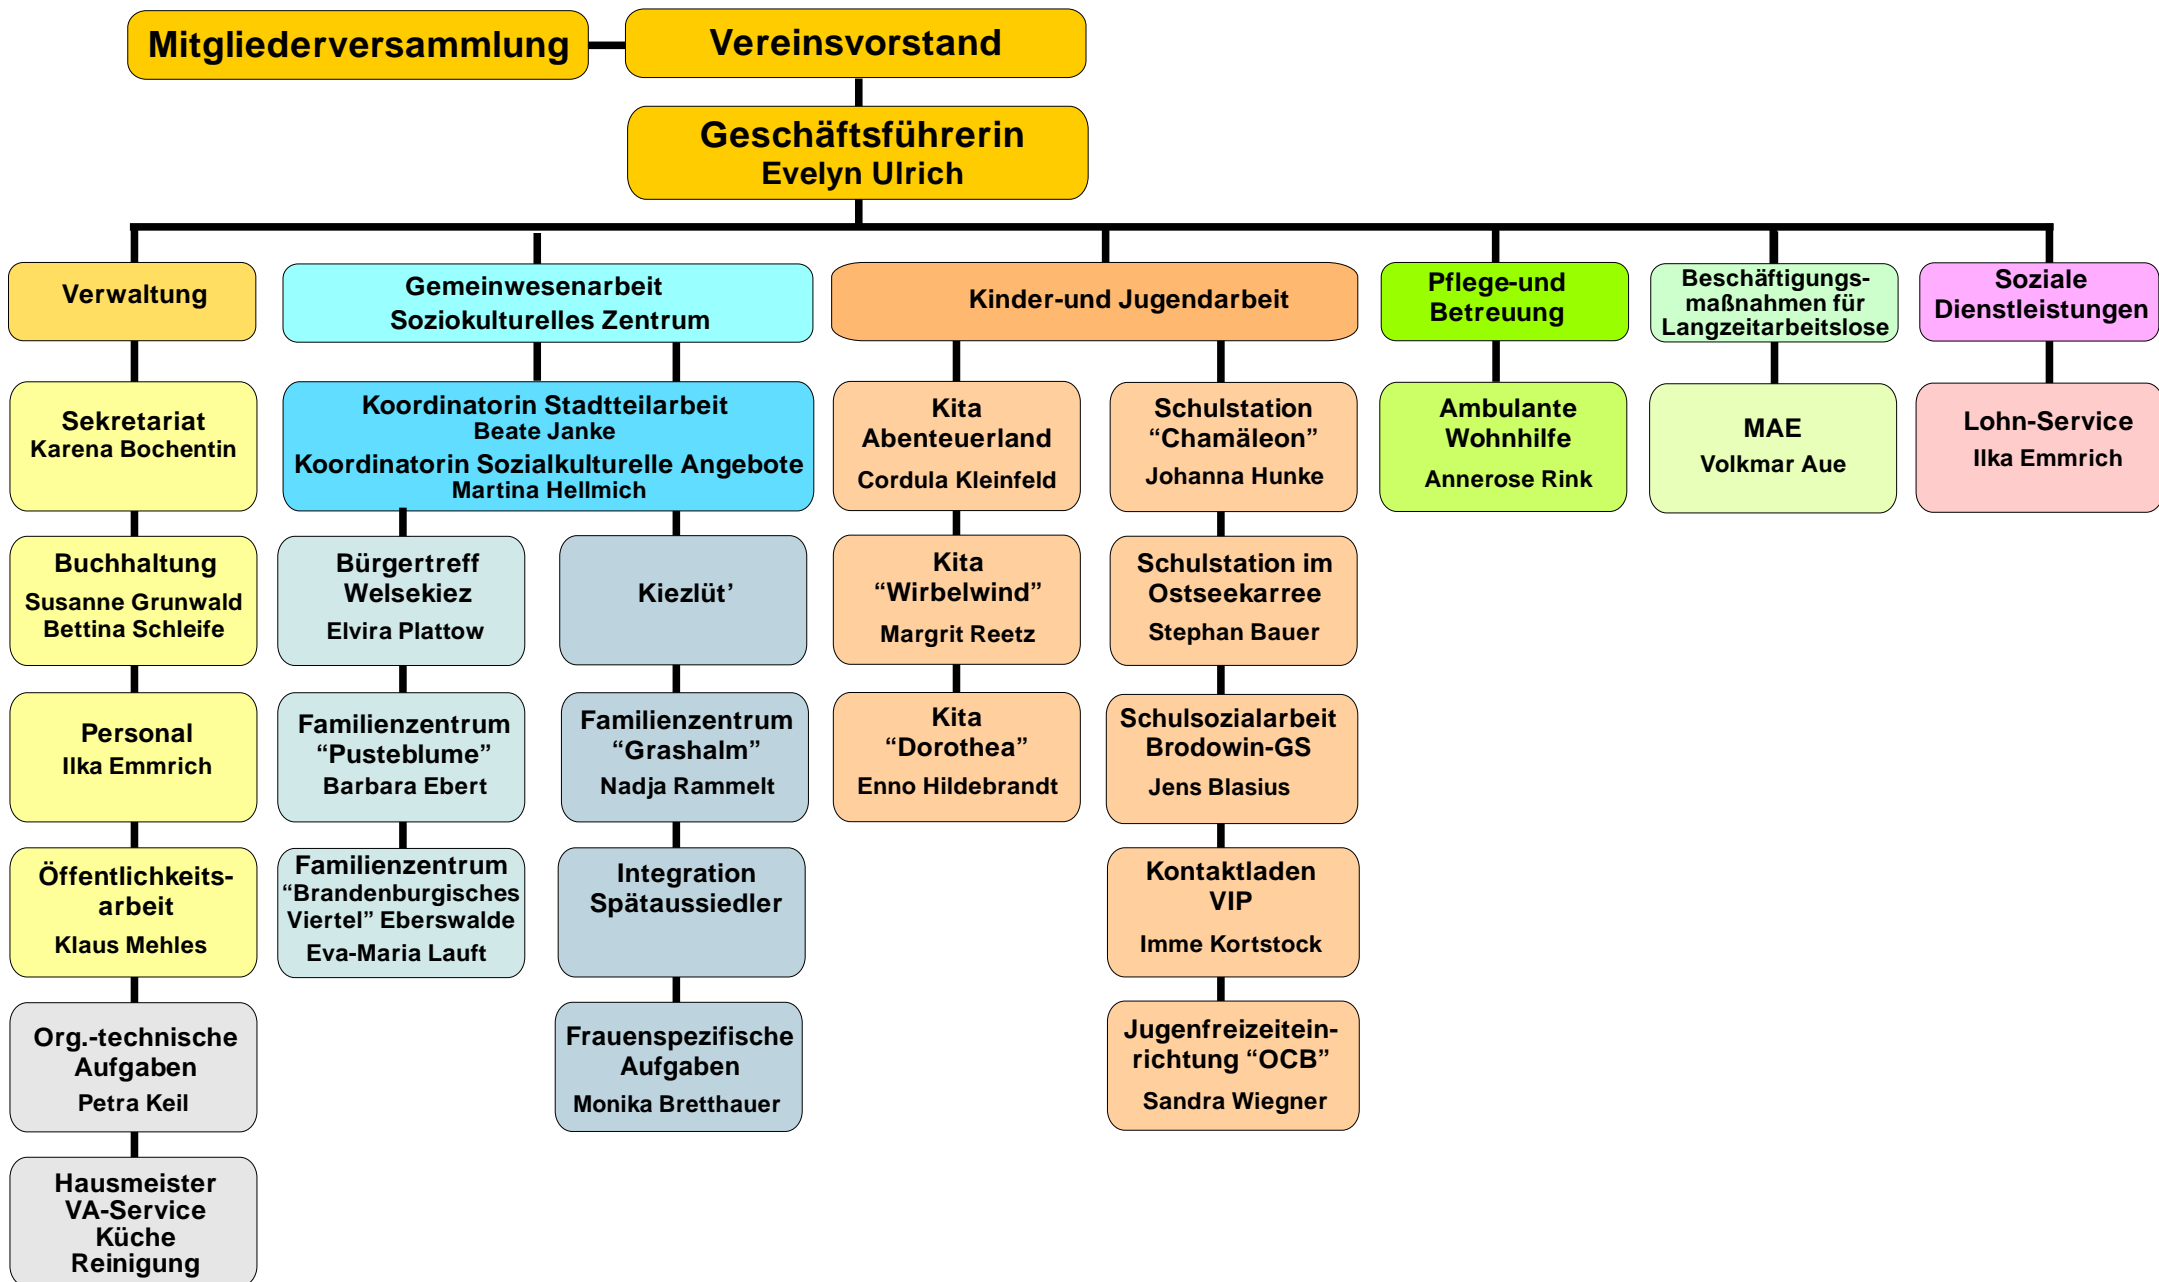 Mitgliederversammlung
Vereinsvorstand
Geschäftsführerin
Evelyn Ulrich
Verwaltung
Sekretariat
Karena Bochentin
Buchhaltung
Susanne Grunwald
Bettina Schleife
Personal
Ilka Emmrich
Öffentlichkeits-
arbeit
Klaus Mehles
Org.-technische
Aufgaben
Petra Keil
Hausmeister
VA-Service
Küche
Reinigung
Gemeinwesenarbeit
Soziokulturelles Zentrum
Koordinatorin Stadtteilarbeit
Beate Janke
Koordinatorin Sozialkulturelle Angebote
Martina Hellmich
Bürgertreff
Welsekiez
Elvira Plattow
Familienzentrum
“Pusteblume”
Barbara Ebert
Familienzentrum
“Brandenburgisches
Viertel” Eberswalde
Eva-Maria Lauft
Kiezlüt’
Familienzentrum
“Grashalm”
Nadja Rammelt
Integration
Spätaussiedler
Frauenspezifische
Aufgaben
Monika Bretthauer
Kinder-und Jugendarbeit
Kita
Abenteuerland
Cordula Kleinfeld
Kita
“Wirbelwind”
Margrit Reetz
Kita
“Dorothea”
Enno Hildebrandt
Schulstation
“Chamäleon”
Johanna Hunke
Schulstation im
Ostseekarree
Stephan Bauer
Schulsozialarbeit
Brodowin-GS
Jens Blasius
Kontaktladen
VIP
Imme Kortstock
Jugenfreizeitein-
richtung “OCB”
Sandra Wiegner
Pflege-und
Betreuung
Ambulante
Wohnhilfe
Annerose Rink
Beschäftigungs-
maßnahmen für
Langzeitarbeitslose
MAE
Volkmar Aue
Soziale
Dienstleistungen
Lohn-Service
Ilka Emmrich